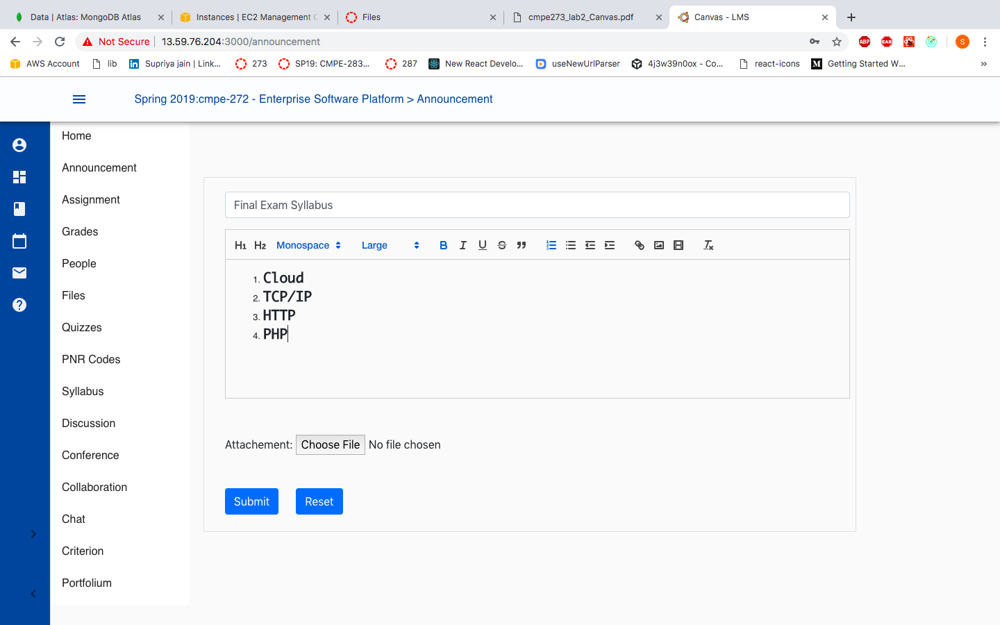 Data | Atlas: MongoDB Atlas
Instances | EC2 Management C
Files
cmpe273_lab2_Canvas.pdf
Canvas - LMS
Not Secure | 13.59.76.204:3000/announcement
ABP
EAB
S
AWS Account
lib
Supriya jain | Link...
273
SP19: CMPE-283...
287
New React Develo...
useNewUrlParser
4j3w39n0ox - Co...
react-icons
Getting Started W...
»
Spring 2019:cmpe-272 - Enterprise Software Platform > Announcement
Home
Announcement
Assignment
Grades
People
Files
Quizzes
PNR Codes
Syllabus
Discussion
Conference
Collaboration
Chat
Criterion
Portfolium
Final Exam Syllabus
H1 H2 Monospace Large B I U S
1. Cloud
2. TCP/IP
3. HTTP
4. PHP
Attachement: Choose File No file chosen
Submit Reset